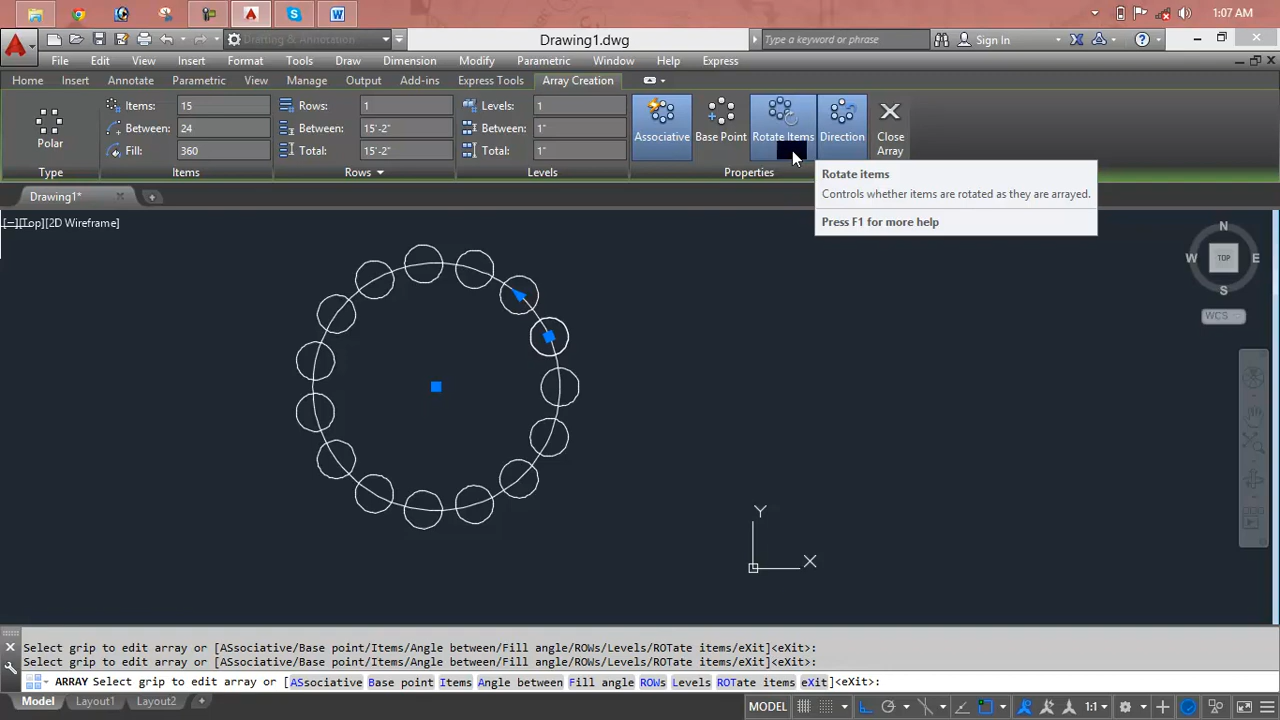 1:07 AM
Drafting & Annotation
Drawing1.dwg
Type a keyword or phrase
Sign In
File Edit View Insert Format Tools Draw Dimension Modify Parametric Window Help Express
Home Insert Annotate Parametric View Manage Output Add-ins Express Tools Array Creation
Items: 15 Rows: 1 Levels: 1
Between: 24 Between: 15'-2" Between: 1"
Fill: 360 Total: 15'-2" Total: 1"
Polar
Associative Base Point Rotate Items Direction Close Array
Type Items Rows Levels Properties
Drawing1*
Rotate items
Controls whether items are rotated as they are arrayed.
Press F1 for more help
[−][Top][2D Wireframe]
N
W TOP E
S
WCS
Y
X
Select grip to edit array or [ASsociative/Base point/Items/Angle between/Fill angle/ROWs/Levels/ROTate items/eXit]<eXit>:
Select grip to edit array or [ASsociative/Base point/Items/Angle between/Fill angle/ROWs/Levels/ROTate items/eXit]<eXit>:
ARRAY Select grip to edit array or [ASsociative Base point Items Angle between Fill angle ROWs Levels ROTate items eXit]<eXit>:
Model Layout1 Layout2 +
MODEL 1:1